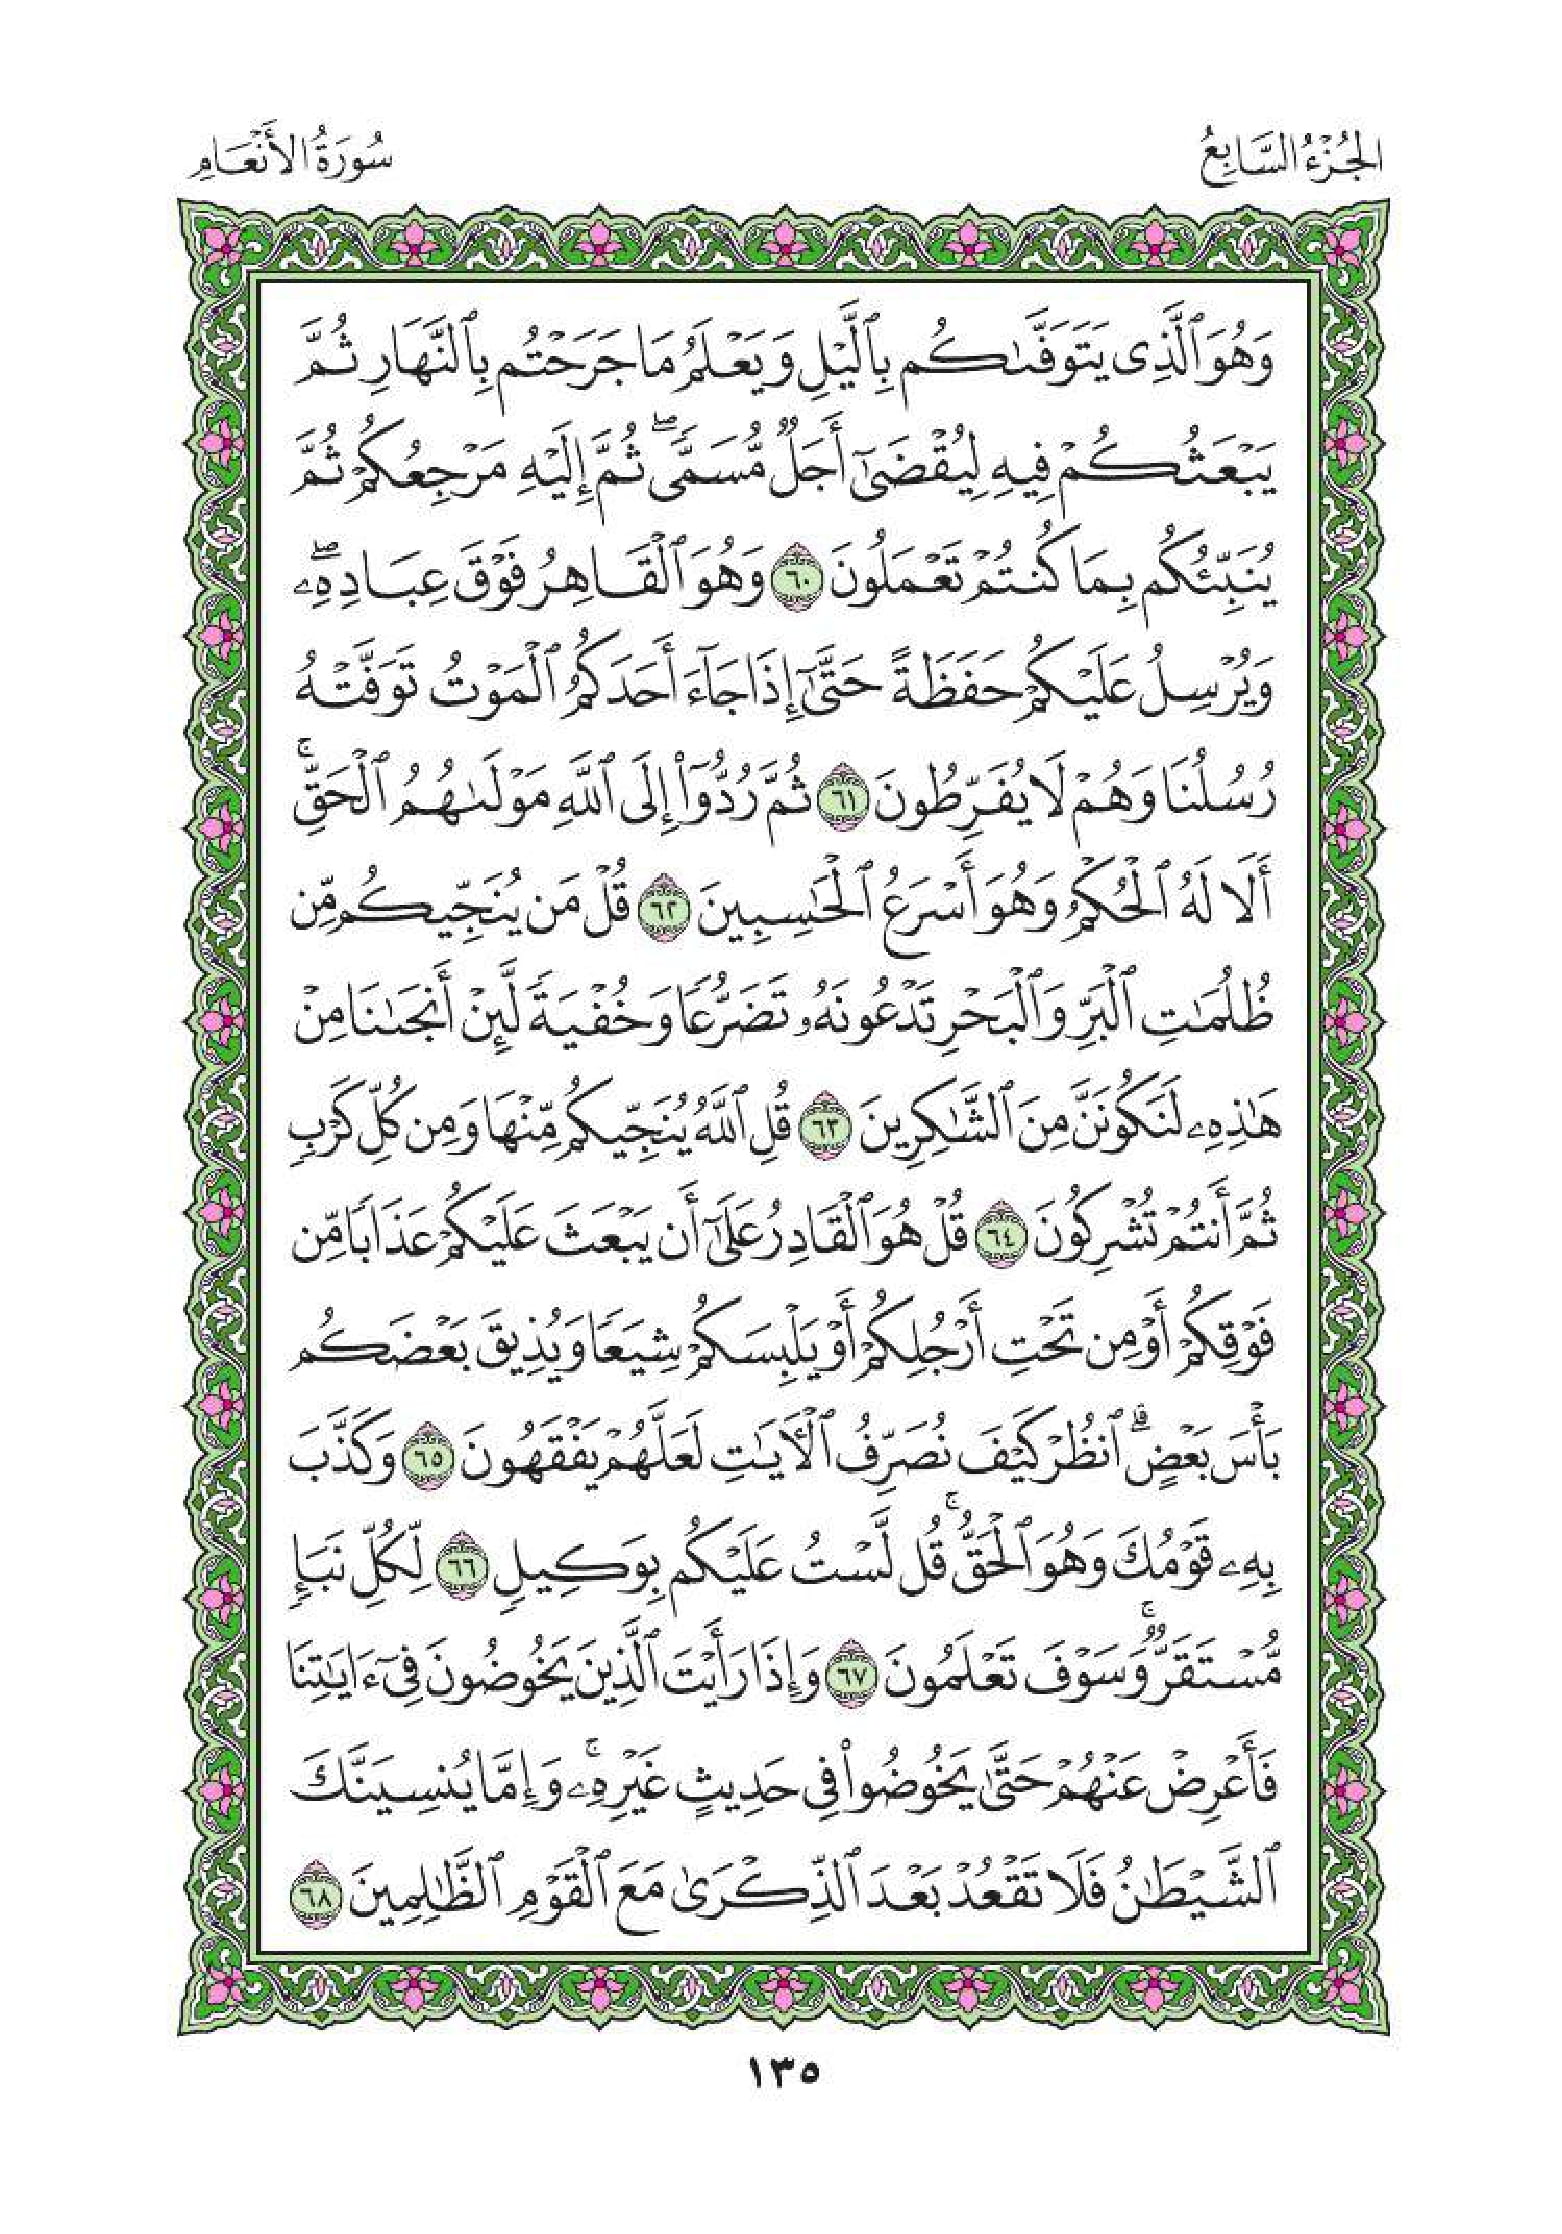 الجُزْءُ السَّابِعُ
سُورَةُ الأَنْعَامِ
وَهُوَ ٱلَّذِى يَتَوَفَّىٰكُم بِٱلَّيْلِ وَيَعْلَمُ مَا جَرَحْتُم بِٱلنَّهَارِ ثُمَّ
يَبْعَثُكُمْ فِيهِ لِيُقْضَىٰٓ أَجَلٌ مُّسَمًّى ۖ ثُمَّ إِلَيْهِ مَرْجِعُكُمْ ثُمَّ
يُنَبِّئُكُم بِمَا كُنتُمْ تَعْمَلُونَ ٦٠ وَهُوَ ٱلْقَاهِرُ فَوْقَ عِبَادِهِۦ ۖ
وَيُرْسِلُ عَلَيْكُمْ حَفَظَةً حَتَّىٰٓ إِذَا جَآءَ أَحَدَكُمُ ٱلْمَوْتُ تَوَفَّتْهُ
رُسُلُنَا وَهُمْ لَا يُفَرِّطُونَ ٦١ ثُمَّ رُدُّوٓا۟ إِلَى ٱللَّهِ مَوْلَىٰهُمُ ٱلْحَقِّ ۚ
أَلَا لَهُ ٱلْحُكْمُ وَهُوَ أَسْرَعُ ٱلْحَٰسِبِينَ ٦٢ قُلْ مَن يُنَجِّيكُم مِّن
ظُلُمَٰتِ ٱلْبَرِّ وَٱلْبَحْرِ تَدْعُونَهُۥ تَضَرُّعًا وَخُفْيَةً لَّئِنْ أَنجَىٰنَا مِنْ
هَٰذِهِۦ لَنَكُونَنَّ مِنَ ٱلشَّٰكِرِينَ ٦٣ قُلِ ٱللَّهُ يُنَجِّيكُم مِّنْهَا وَمِن كُلِّ كَرْبٍ
ثُمَّ أَنتُمْ تُشْرِكُونَ ٦٤ قُلْ هُوَ ٱلْقَادِرُ عَلَىٰٓ أَن يَبْعَثَ عَلَيْكُمْ عَذَابًا مِّن
فَوْقِكُمْ أَوْ مِن تَحْتِ أَرْجُلِكُمْ أَوْ يَلْبِسَكُمْ شِيَعًا وَيُذِيقَ بَعْضَكُم
بَأْسَ بَعْضٍ ۗ ٱنظُرْ كَيْفَ نُصَرِّفُ ٱلْءَايَٰتِ لَعَلَّهُمْ يَفْقَهُونَ ٦٥ وَكَذَّبَ
بِهِۦ قَوْمُكَ وَهُوَ ٱلْحَقُّ ۚ قُل لَّسْتُ عَلَيْكُم بِوَكِيلٍ ٦٦ لِّكُلِّ نَبَإٍ
مُّسْتَقَرٌّ ۚ وَسَوْفَ تَعْلَمُونَ ٦٧ وَإِذَا رَأَيْتَ ٱلَّذِينَ يَخُوضُونَ فِىٓ ءَايَٰتِنَا
فَأَعْرِضْ عَنْهُمْ حَتَّىٰ يَخُوضُوا۟ فِى حَدِيثٍ غَيْرِهِۦ ۚ وَإِمَّا يُنسِيَنَّكَ
ٱلشَّيْطَٰنُ فَلَا تَقْعُدْ بَعْدَ ٱلذِّكْرَىٰ مَعَ ٱلْقَوْمِ ٱلظَّٰلِمِينَ ٦٨
١٣٥